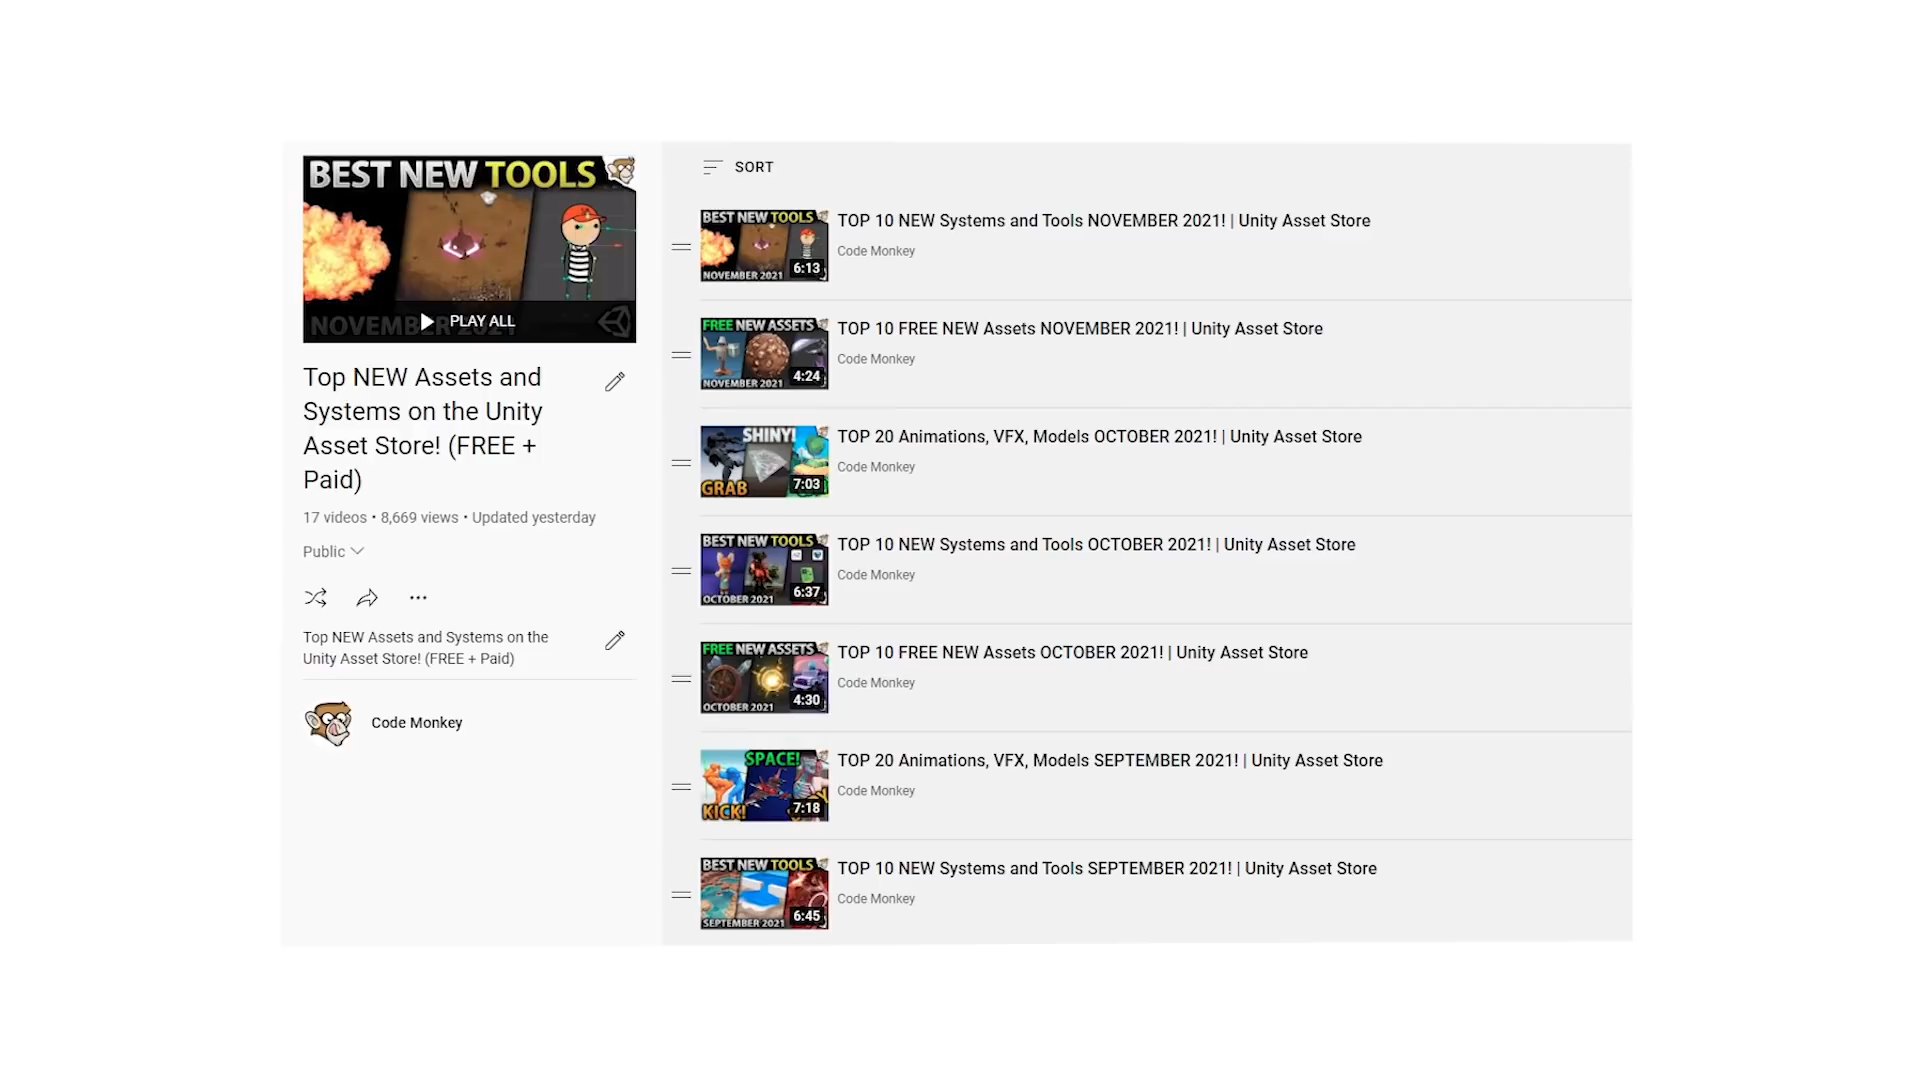 BEST NEW TOOLS
NOVEMBER 2021
PLAY ALL
Top NEW Assets and
Systems on the Unity
Asset Store! (FREE +
Paid)
17 videos • 8,669 views • Updated yesterday
Public
Top NEW Assets and Systems on the
Unity Asset Store! (FREE + Paid)
Code Monkey
SORT
BEST NEW TOOLS
NOVEMBER 2021
6:13
TOP 10 NEW Systems and Tools NOVEMBER 2021! | Unity Asset Store
Code Monkey
FREE NEW ASSETS
NOVEMBER 2021
4:24
TOP 10 FREE NEW Assets NOVEMBER 2021! | Unity Asset Store
Code Monkey
SHINY!
GRAB
7:03
TOP 20 Animations, VFX, Models OCTOBER 2021! | Unity Asset Store
Code Monkey
BEST NEW TOOLS
OCTOBER 2021
6:37
TOP 10 NEW Systems and Tools OCTOBER 2021! | Unity Asset Store
Code Monkey
FREE NEW ASSETS
OCTOBER 2021
4:30
TOP 10 FREE NEW Assets OCTOBER 2021! | Unity Asset Store
Code Monkey
SPACE!
KICK!
7:18
TOP 20 Animations, VFX, Models SEPTEMBER 2021! | Unity Asset Store
Code Monkey
BEST NEW TOOLS
SEPTEMBER 2021
6:45
TOP 10 NEW Systems and Tools SEPTEMBER 2021! | Unity Asset Store
Code Monkey